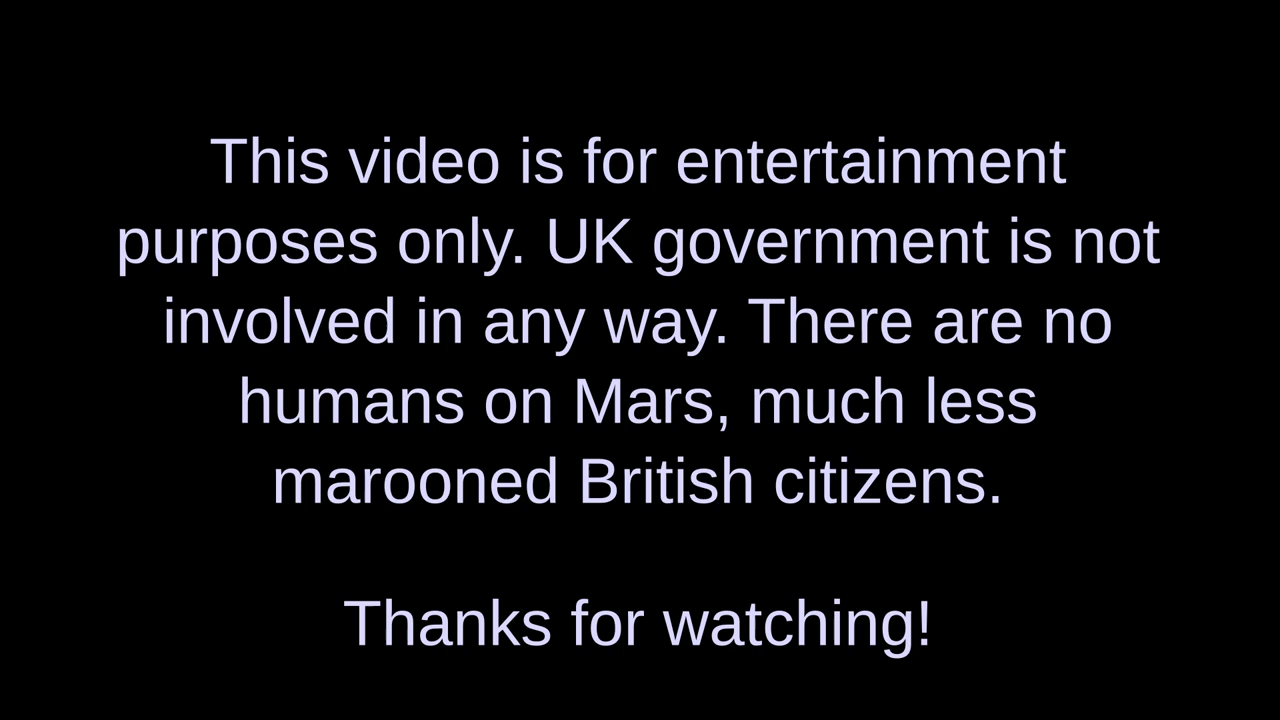 This video is for entertainment
purposes only. UK government is not
involved in any way. There are no
humans on Mars, much less
marooned British citizens.
Thanks for watching!